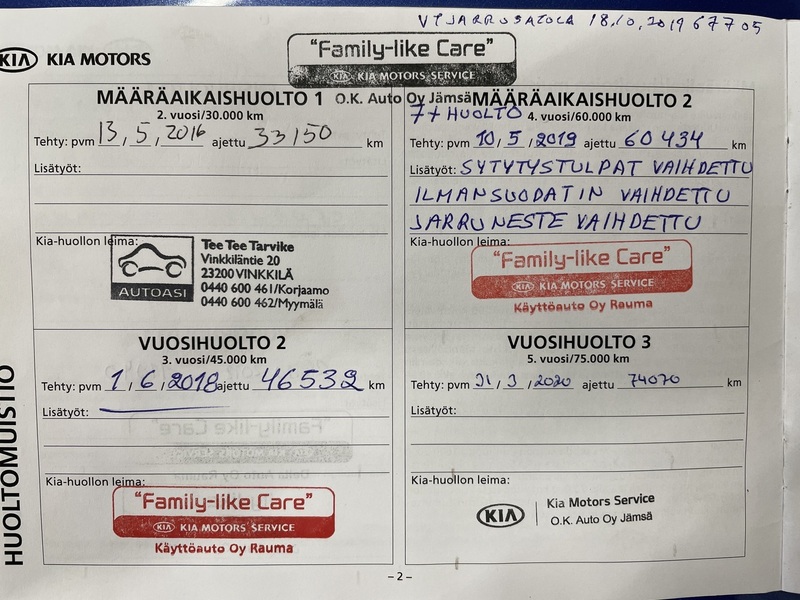 18.10.2019 67705
"Family-like Care"
KIA KIA MOTORS
KIA KIA MOTORS SERVICE
O.K. Auto Oy Jämsä
MÄÄRÄAIKAISHUOLTO 1
2. vuosi/30.000 km
Tehty: pvm 13, 5, 2016 ajettu 33150 km
Lisätyöt:
Kia-huollon leima:
AUTOASI
Tee Tee Tarvike
Vinkkiläntie 20
23200 VINKKILÄ
0440 600 461/Korjaamo
0440 600 462/Myymälä
MÄÄRÄAIKAISHUOLTO 2
HUOLTO 4. vuosi/60.000 km
Tehty: pvm 10, 5, 2019 ajettu 60434 km
Lisätyöt: SYTYTYSTULPAT VAIHDETTU
ILMANSUODATIN VAIHDETTU
JARRUNESTE VAIHDETTU
Kia-huollon leima:
"Family-like Care"
KIA KIA MOTORS SERVICE
Käyttöauto Oy Rauma
VUOSIHUOLTO 2
3. vuosi/45.000 km
Tehty: pvm 1, 6, 2018 ajettu 46532 km
Lisätyöt:
Kia-huollon leima:
"Family-like Care"
KIA KIA MOTORS SERVICE
Käyttöauto Oy Rauma
VUOSIHUOLTO 3
5. vuosi/75.000 km
Tehty: pvm 31, 3, 2020 ajettu 74070 km
Lisätyöt:
Kia-huollon leima:
KIA Kia Motors Service
O.K. Auto Oy Jämsä
HUOLTOMUISTIO
– 2 –